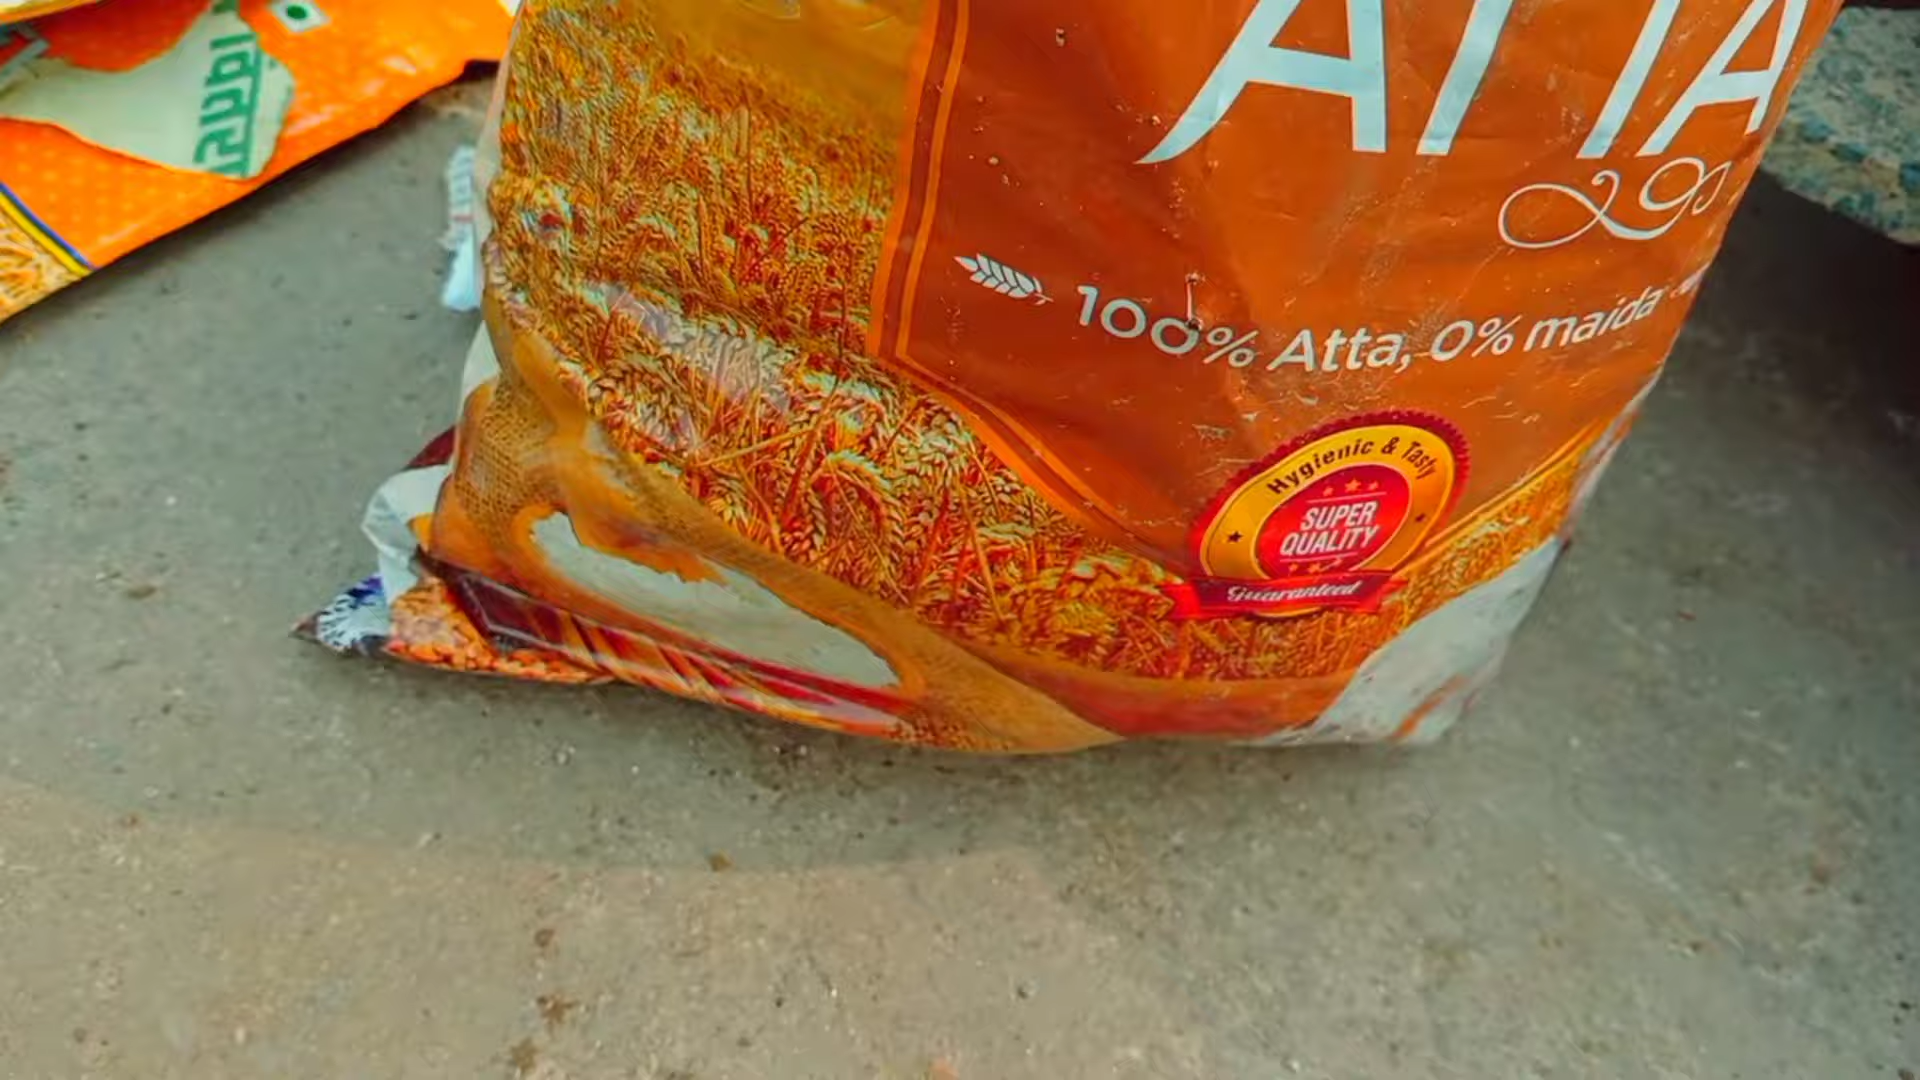 ATTA
100% Atta, 0% maida
Hygienic & Tasty
SUPER
QUALITY
Guaranteed